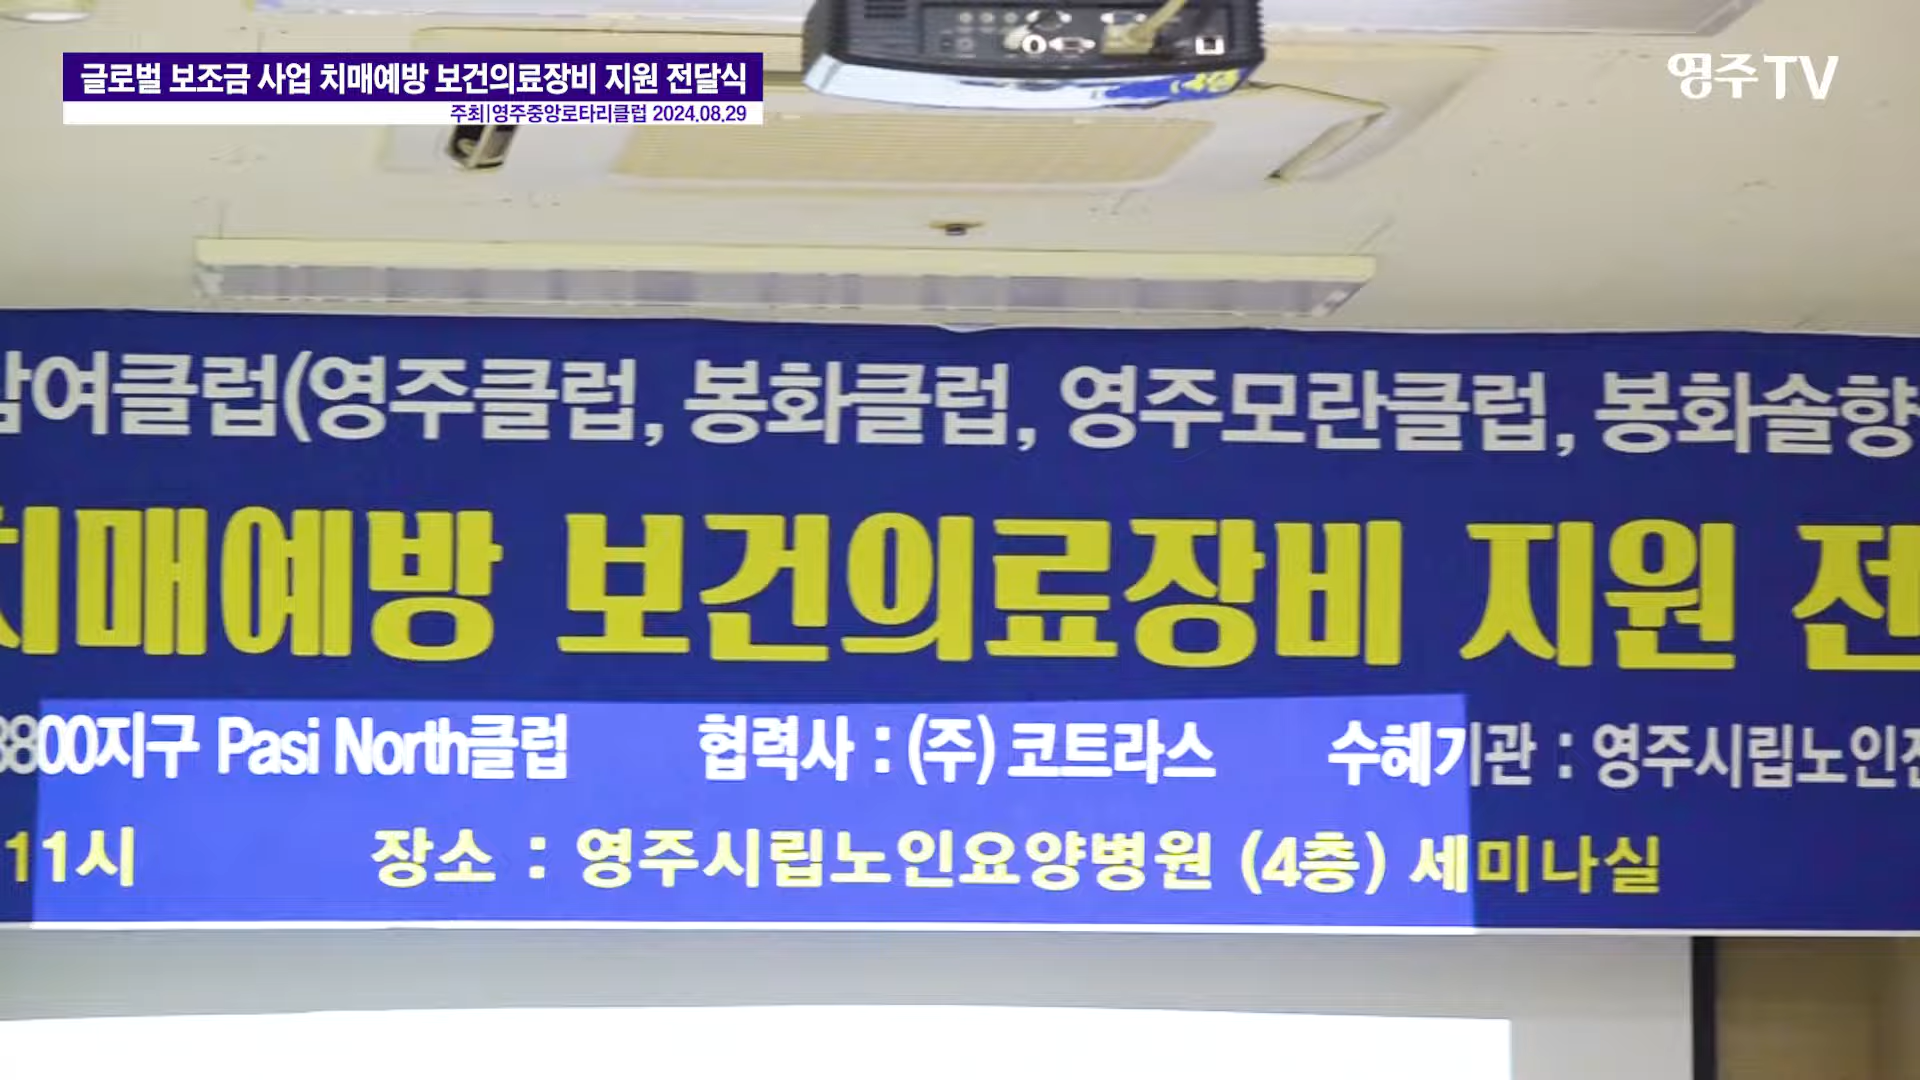 글로벌 보조금 사업 치매예방 보건의료장비 지원 전달식
주최|영주중앙로타리클럽 2024.08.29
영주TV
참여클럽(영주클럽, 봉화클럽, 영주모란클럽, 봉화솔향
치매예방 보건의료장비 지원 전
3800지구 Pasi North클럽 협력사 : (주) 코트라스 수혜기관 : 영주시립노인전
11시 장소 : 영주시립노인요양병원 (4층) 세미나실